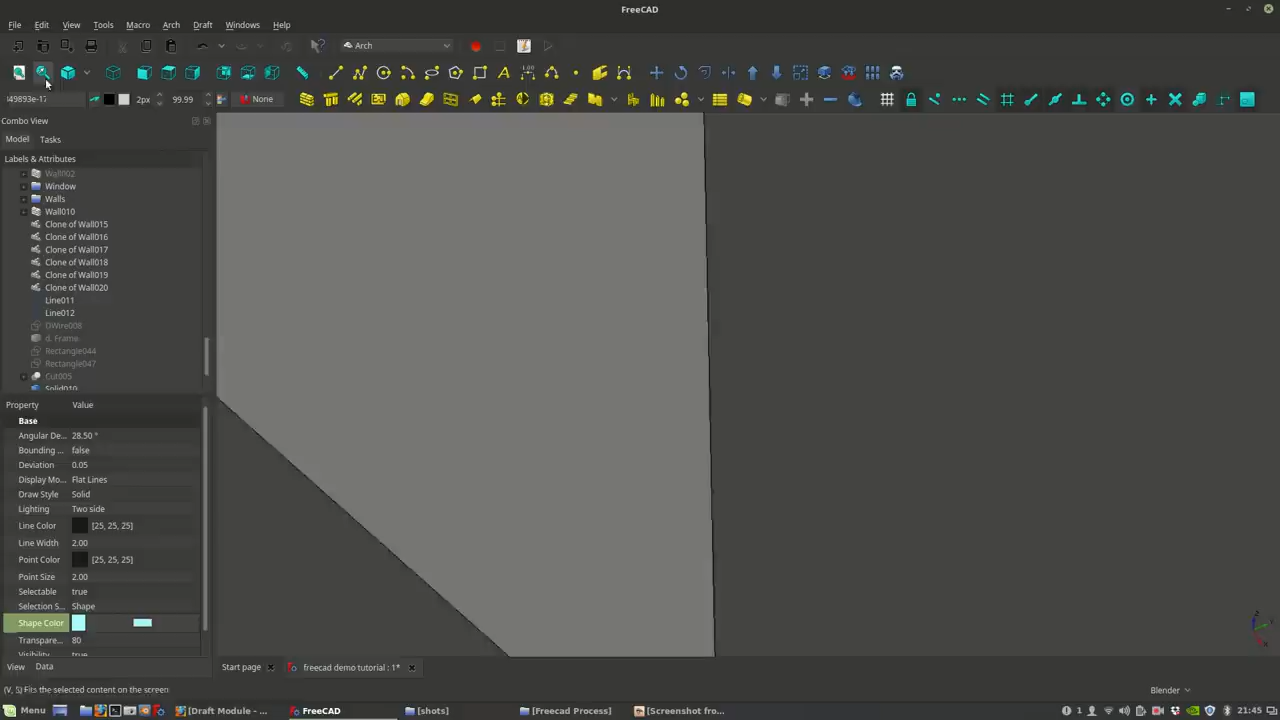 FreeCAD
File Edit View Tools Macro Arch Draft Windows Help
Arch
2px 99.99 None
Combo View
Model Tasks
Labels & Attributes
Wall002
Window
Walls
Wall010
Clone of Wall015
Clone of Wall016
Clone of Wall017
Clone of Wall018
Clone of Wall019
Clone of Wall020
Line011
Line012
DWire008
d. Frame
Rectangle044
Rectangle047
Cut005
Solid010
Property Value
Base
Angular De... 28.50 °
Bounding ... false
Deviation 0.05
Display Mo... Flat Lines
Draw Style Solid
Lighting Two side
Line Color [25, 25, 25]
Line Width 2.00
Point Color [25, 25, 25]
Point Size 2.00
Selectable true
Selection S... Shape
Shape Color
Transpare... 80
Visibility true
View Data
Start page freecad demo tutorial : 1*
(V, S)Fits the selected content on the screen
Blender
Menu [Draft Module - ... FreeCAD [shots] [Freecad Process] [Screenshot fro... 21:45